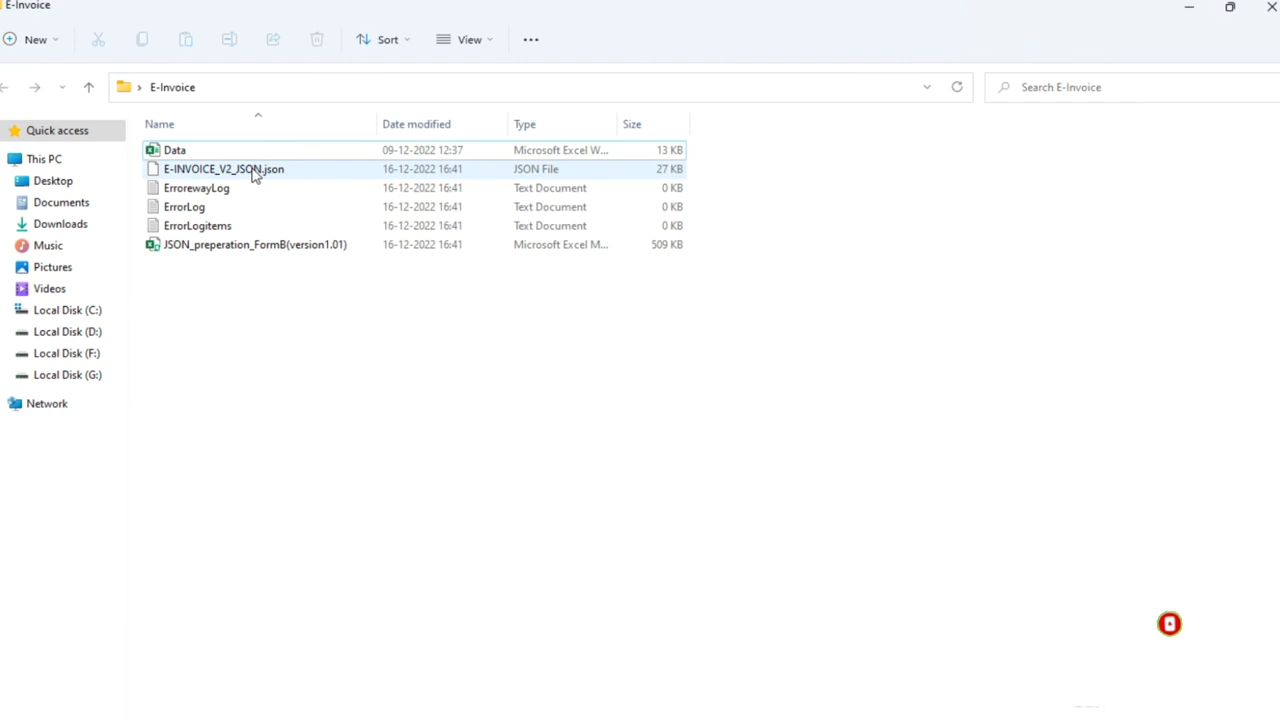 E-Invoice
New
Sort
View
E-Invoice
Search E-Invoice
Name Date modified Type Size
Quick access
This PC
Desktop
Documents
Downloads
Music
Pictures
Videos
Local Disk (C:)
Local Disk (D:)
Local Disk (F:)
Local Disk (G:)
Network
Data 09-12-2022 12:37 Microsoft Excel W... 13 KB
E-INVOICE_V2_JSON.json 16-12-2022 16:41 JSON File 27 KB
ErrorewayLog 16-12-2022 16:41 Text Document 0 KB
ErrorLog 16-12-2022 16:41 Text Document 0 KB
ErrorLogitems 16-12-2022 16:41 Text Document 0 KB
JSON_preperation_FormB(version1.01) 16-12-2022 16:41 Microsoft Excel M... 509 KB